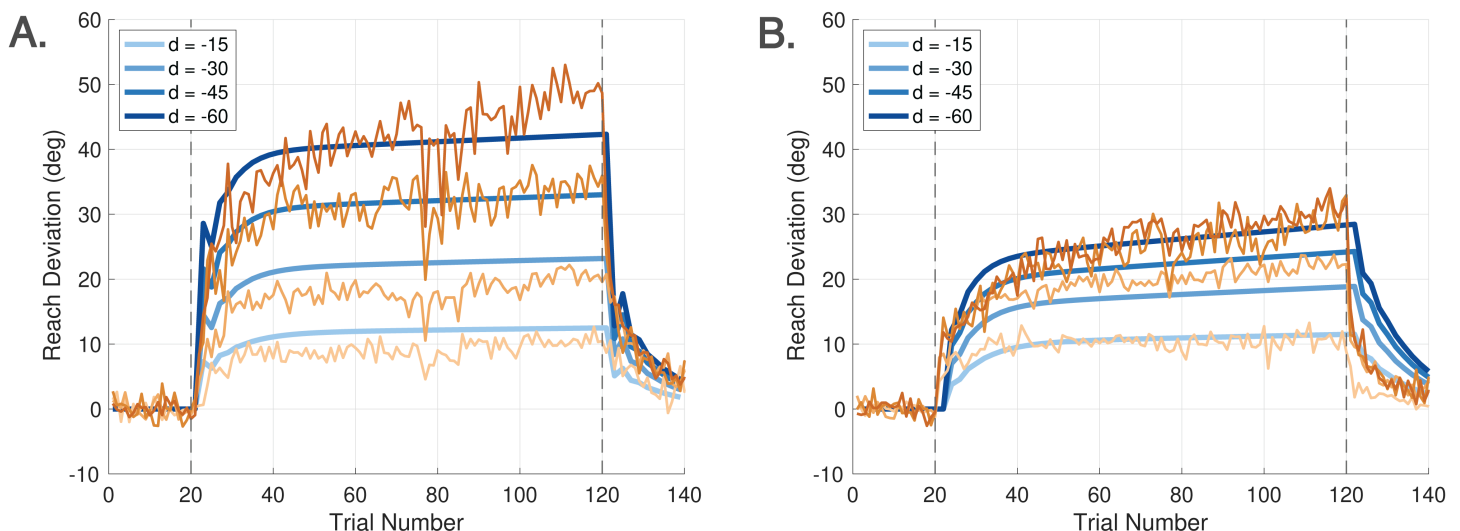 A.
60
50
40
30
20
10
0
-10
Reach Deviation (deg)
d = -15
d = -30
d = -45
d = -60
0 20 40 60 80 100 120 140
Trial Number
B.
60
50
40
30
20
10
0
-10
Reach Deviation (deg)
d = -15
d = -30
d = -45
d = -60
0 20 40 60 80 100 120 140
Trial Number